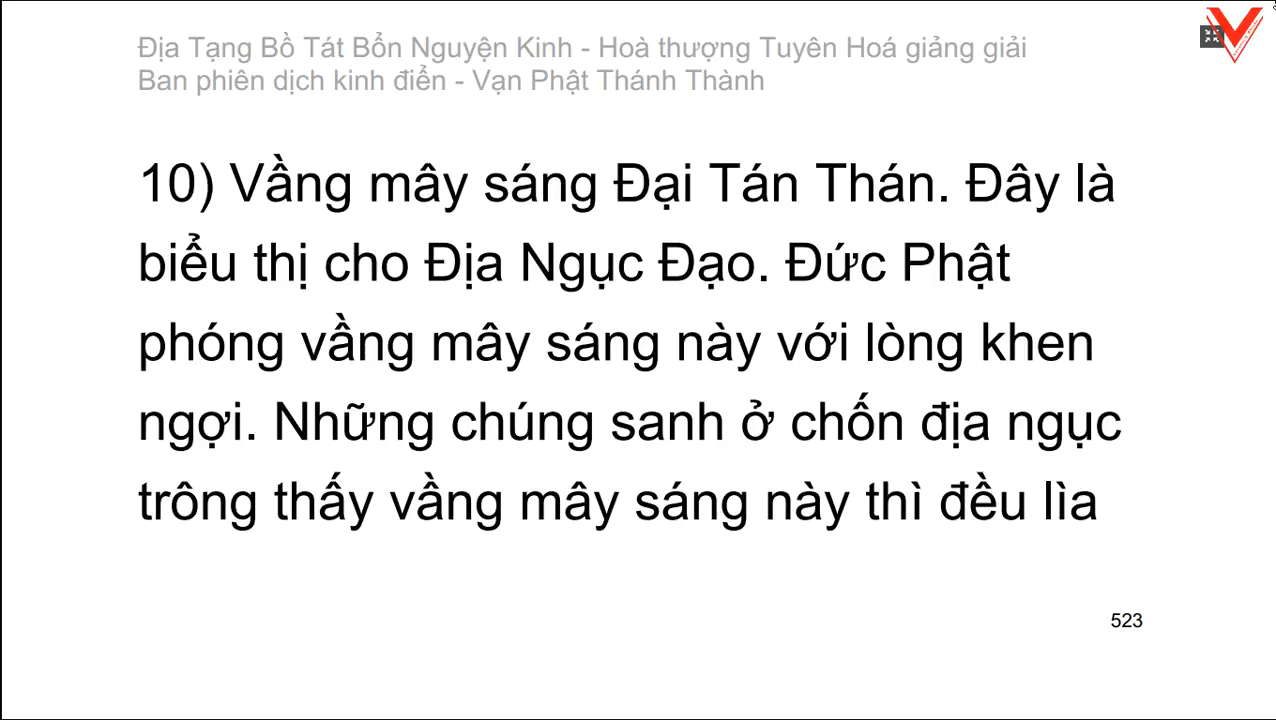 Địa Tạng Bồ Tát Bổn Nguyện Kinh - Hoà thượng Tuyên Hoá giảng giải
Ban phiên dịch kinh điển - Vạn Phật Thánh Thành
10) Vầng mây sáng Đại Tán Thán. Đây là
biểu thị cho Địa Ngục Đạo. Đức Phật
phóng vầng mây sáng này với lòng khen
ngợi. Những chúng sanh ở chốn địa ngục
trông thấy vầng mây sáng này thì đều lìa
523